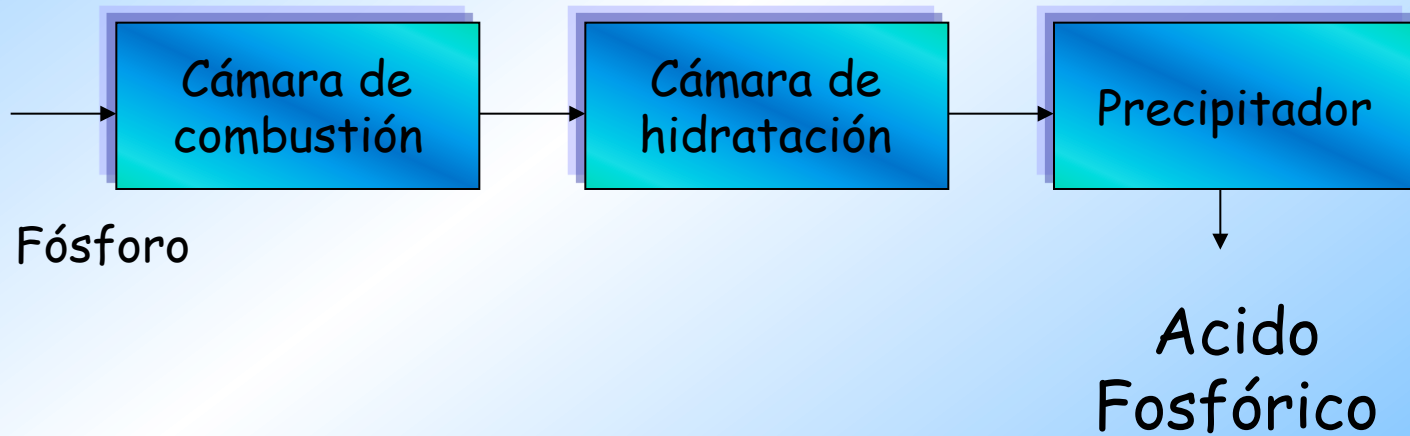 Cámara de
combustión
Cámara de
hidratación
Precipitador
Fósforo
Acido
Fosfórico